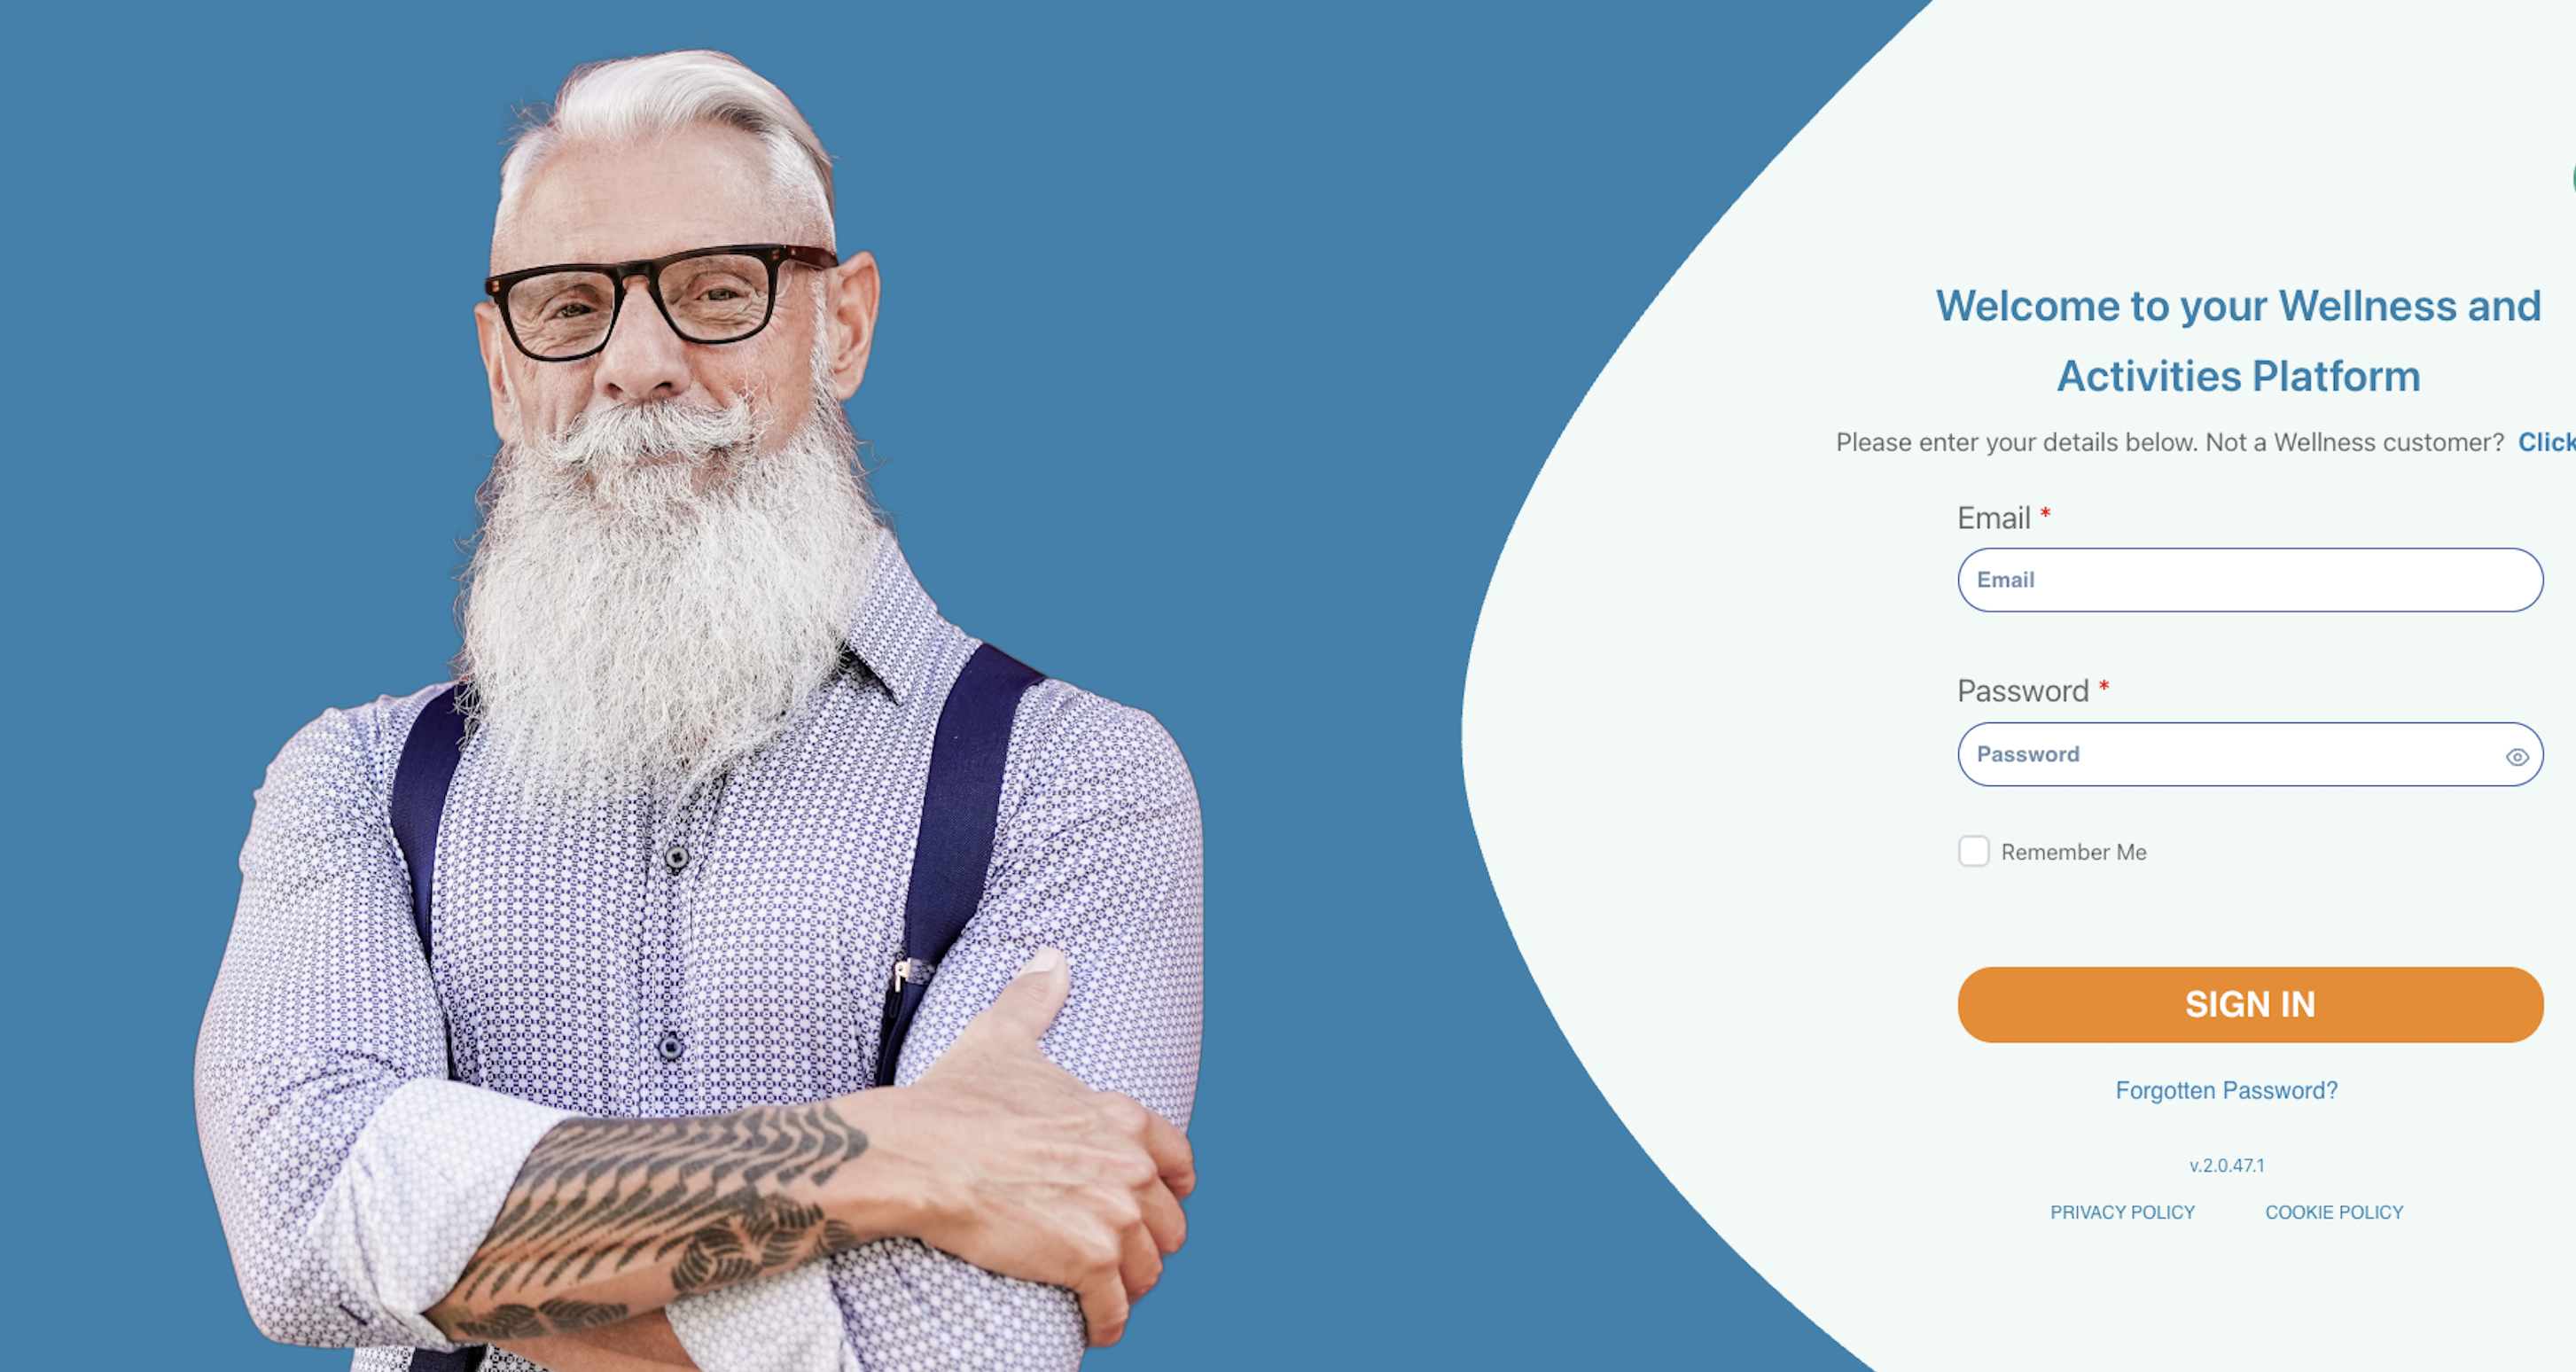 Welcome to your Wellness and
Activities Platform
Please enter your details below. Not a Wellness customer? Click
Email *
Email
Password *
Password
Remember Me
SIGN IN
Forgotten Password?
v.2.0.47.1
PRIVACY POLICY COOKIE POLICY